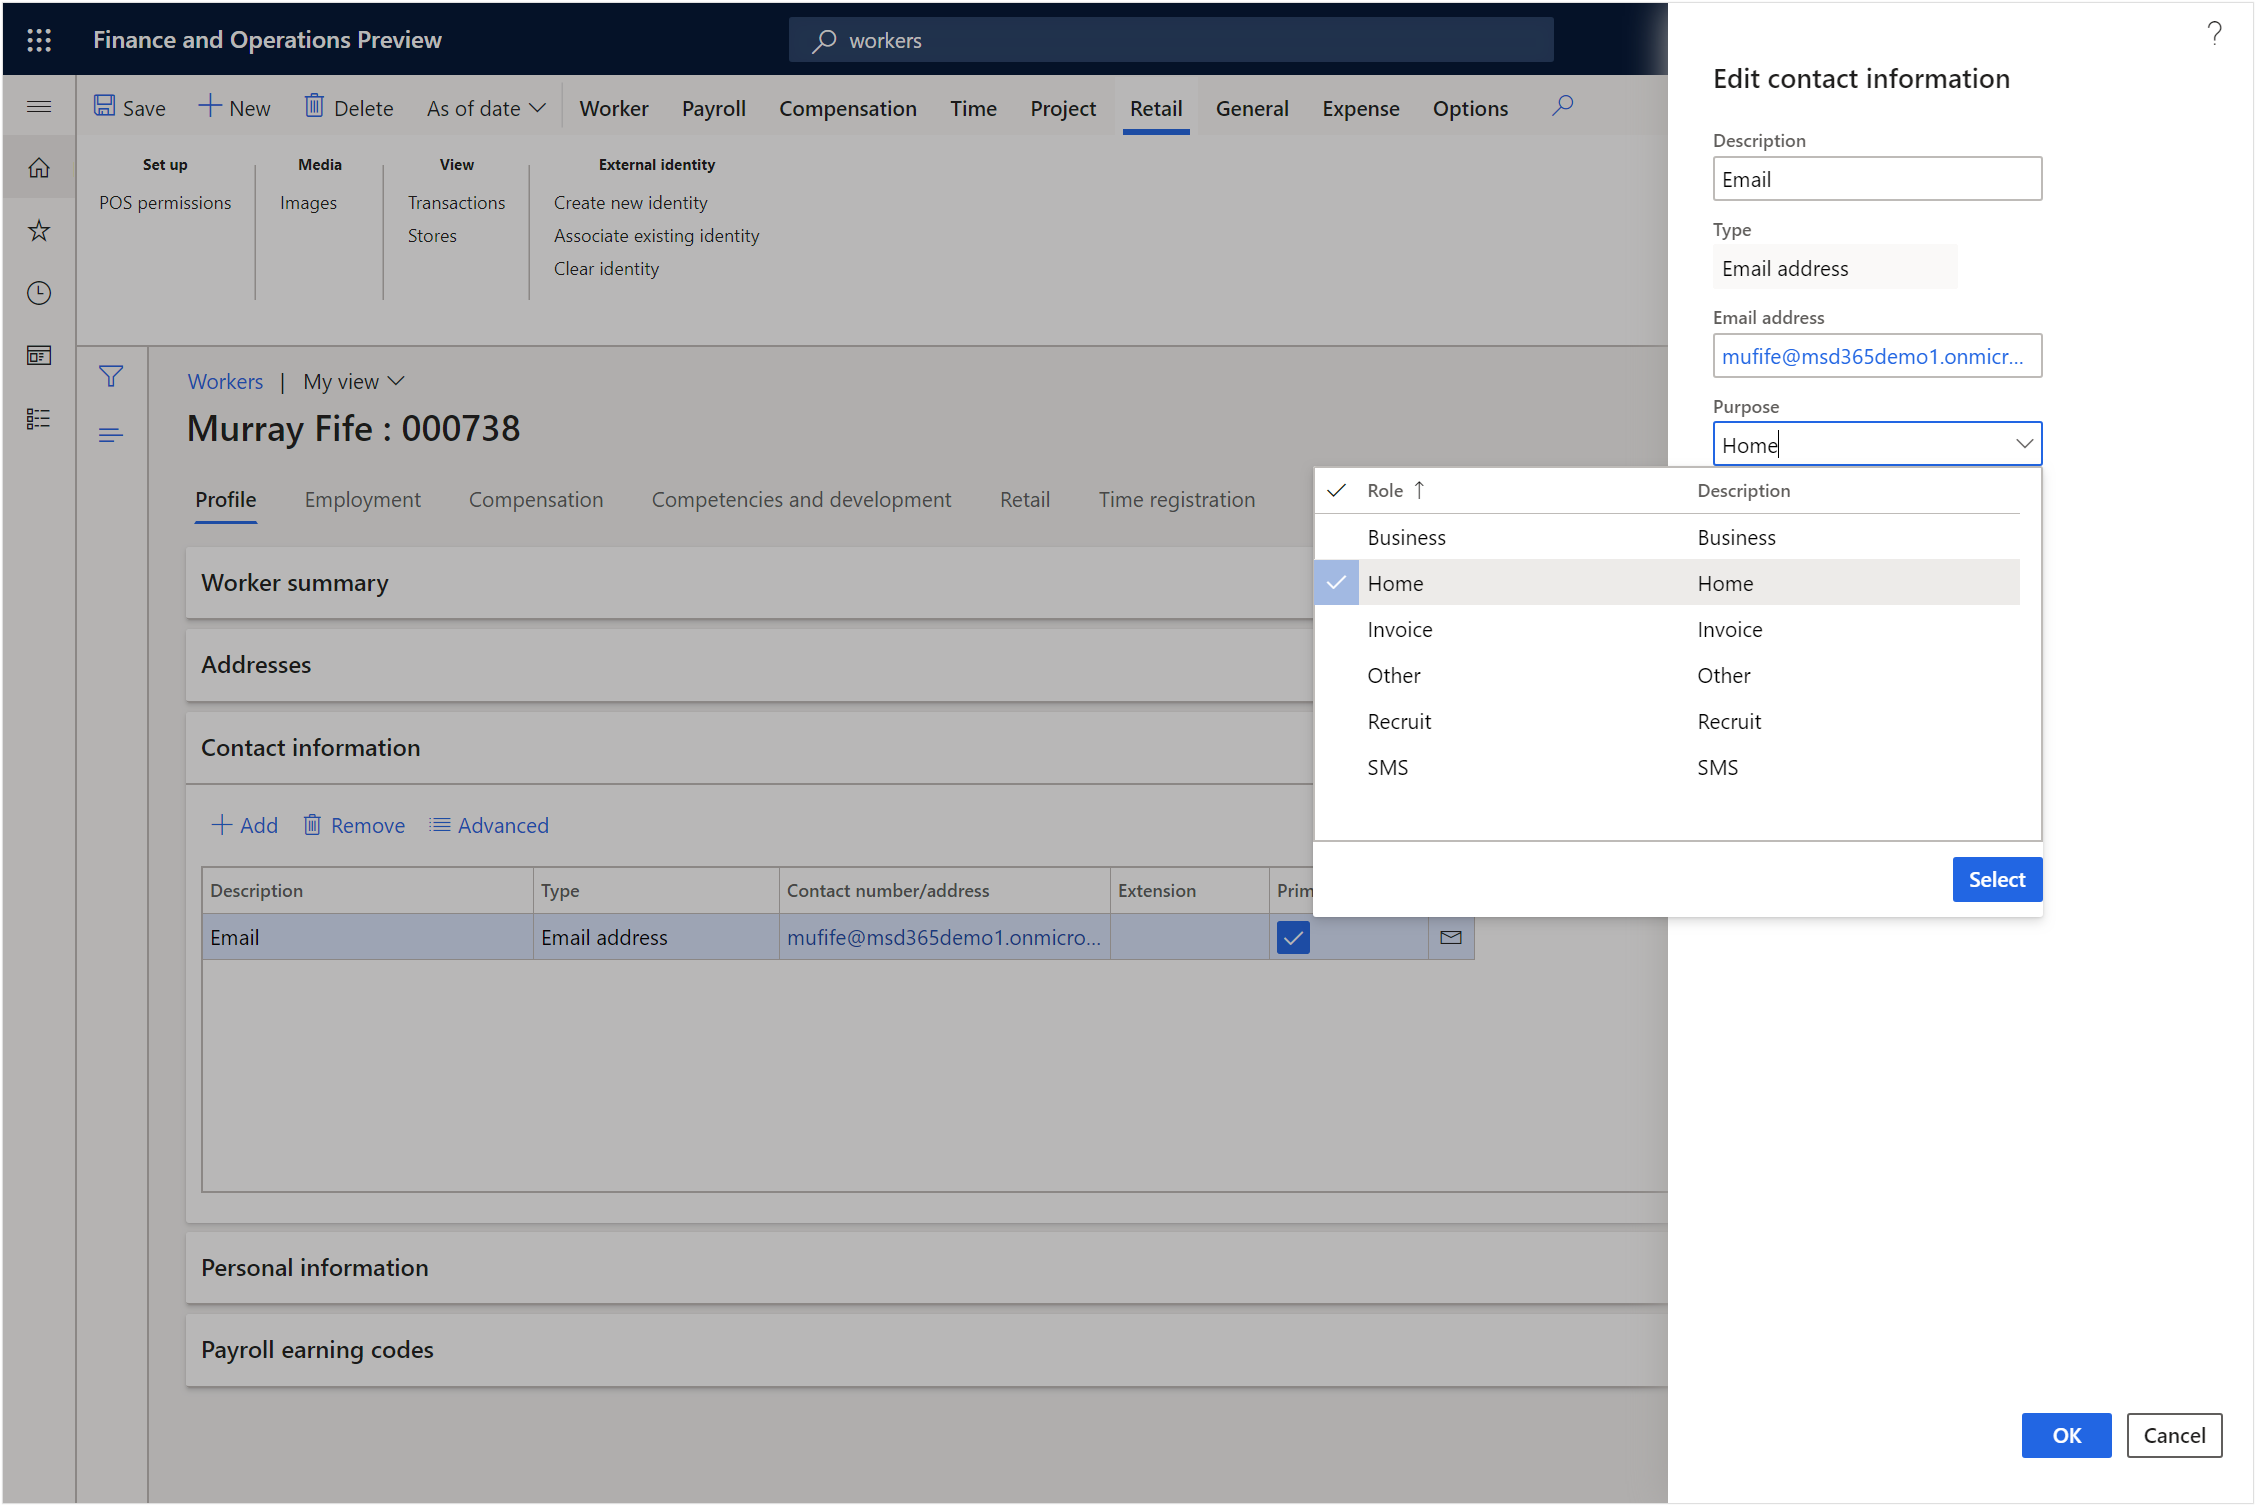 Finance and Operations Preview
workers
Save New Delete As of date Worker Payroll Compensation Time Project Retail General Expense Options
Set up
POS permissions
Media
Images
View
Transactions
Stores
External identity
Create new identity
Associate existing identity
Clear identity
Workers | My view
Murray Fife : 000738
Profile Employment Compensation Competencies and development Retail Time registration
Worker summary
Addresses
Contact information
Add Remove Advanced
Description Type Contact number/address Extension Prim
Email Email address mufife@msd365demo1.onmicro...
Personal information
Payroll earning codes
?
Edit contact information
Description
Email
Type
Email address
Email address
mufife@msd365demo1.onmicr...
Purpose
Home
Role ↑ Description
Business Business
Home Home
Invoice Invoice
Other Other
Recruit Recruit
SMS SMS
Select
OK Cancel